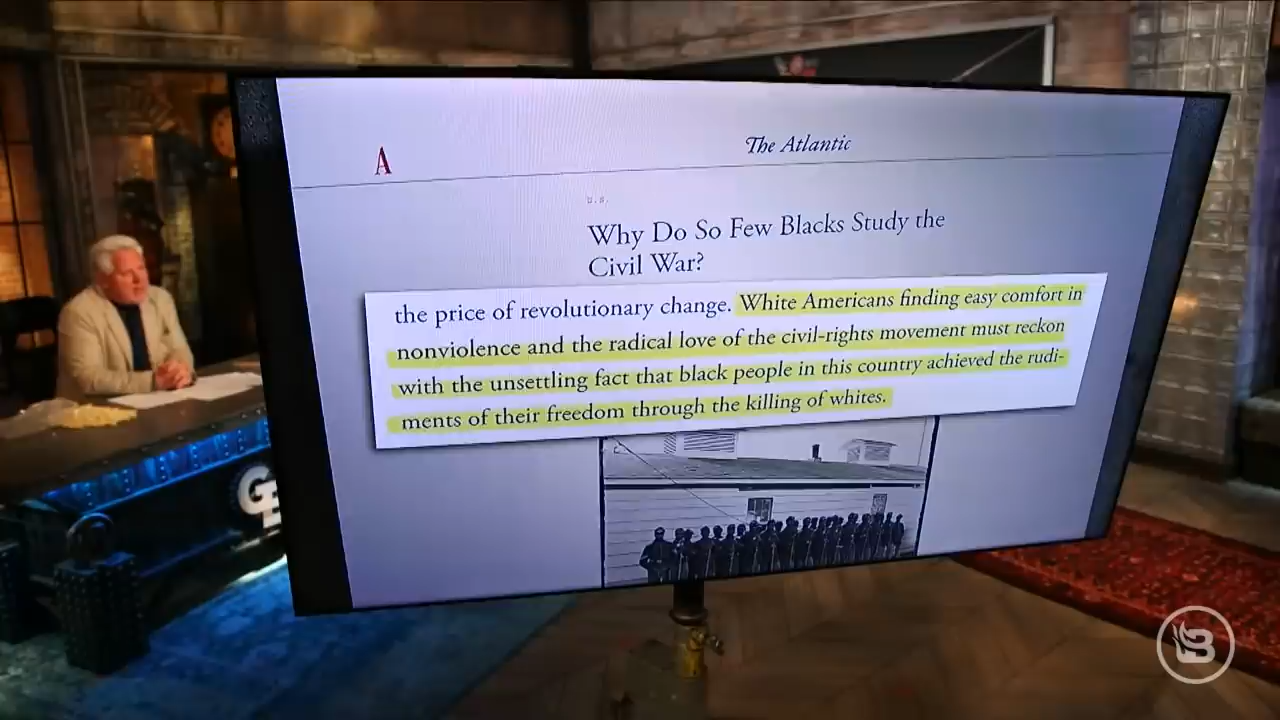 A
The Atlantic
U.S.
Why Do So Few Blacks Study the
Civil War?
the price of revolutionary change. White Americans finding easy comfort in
nonviolence and the radical love of the civil-rights movement must reckon
with the unsettling fact that black people in this country achieved the rudi-
ments of their freedom through the killing of whites.
GB
B